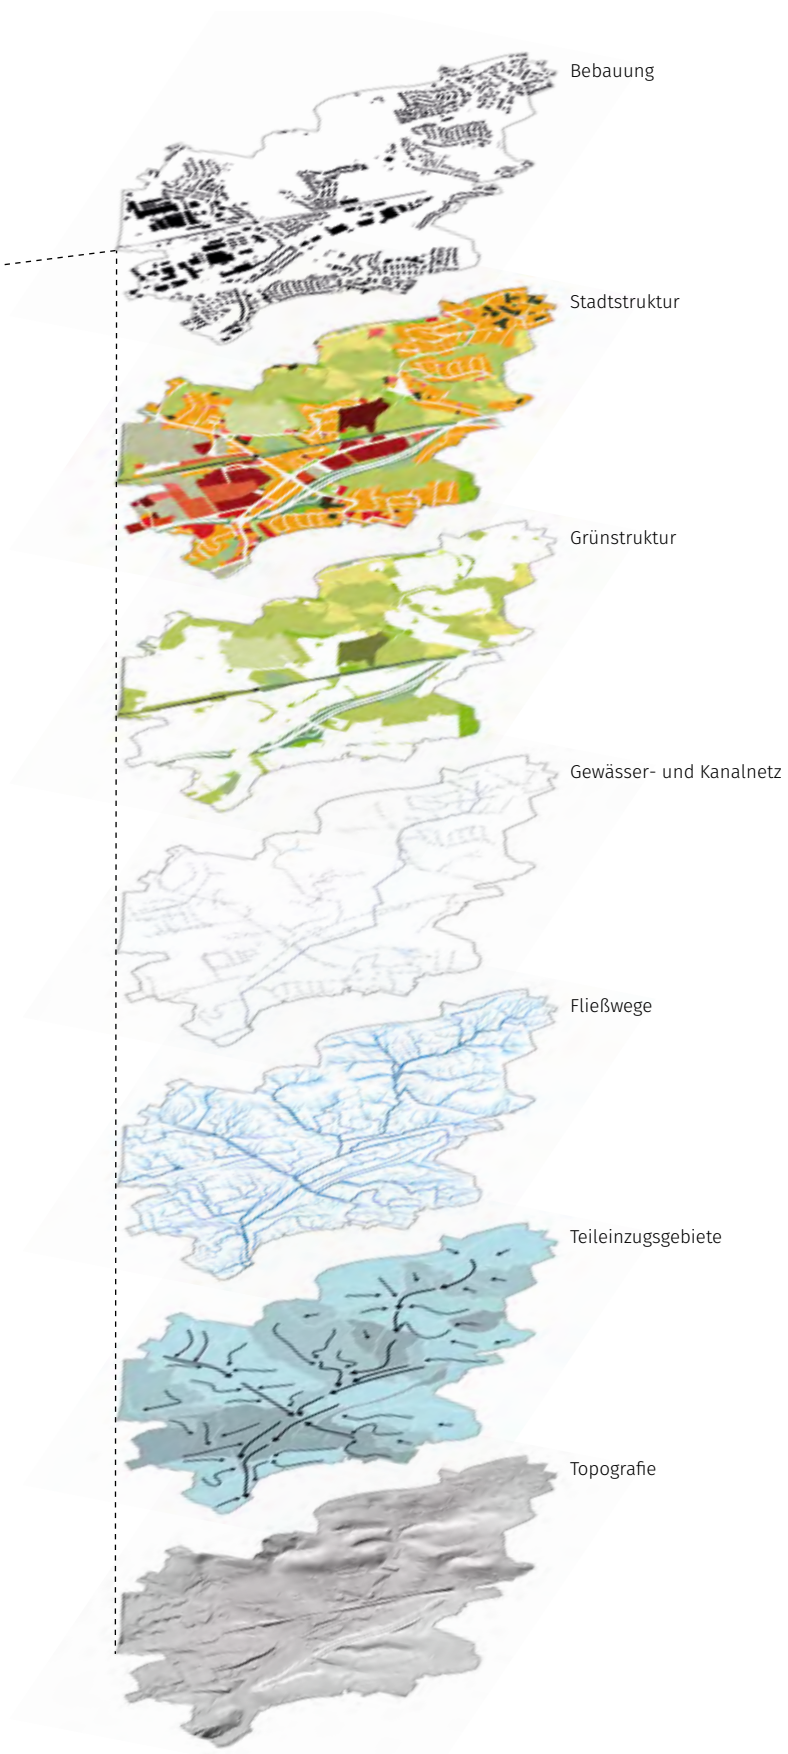 Bebauung
Stadtstruktur
Grünstruktur
Gewässer- und Kanalnetz
Fließwege
Teileinzugsgebiete
Topografie